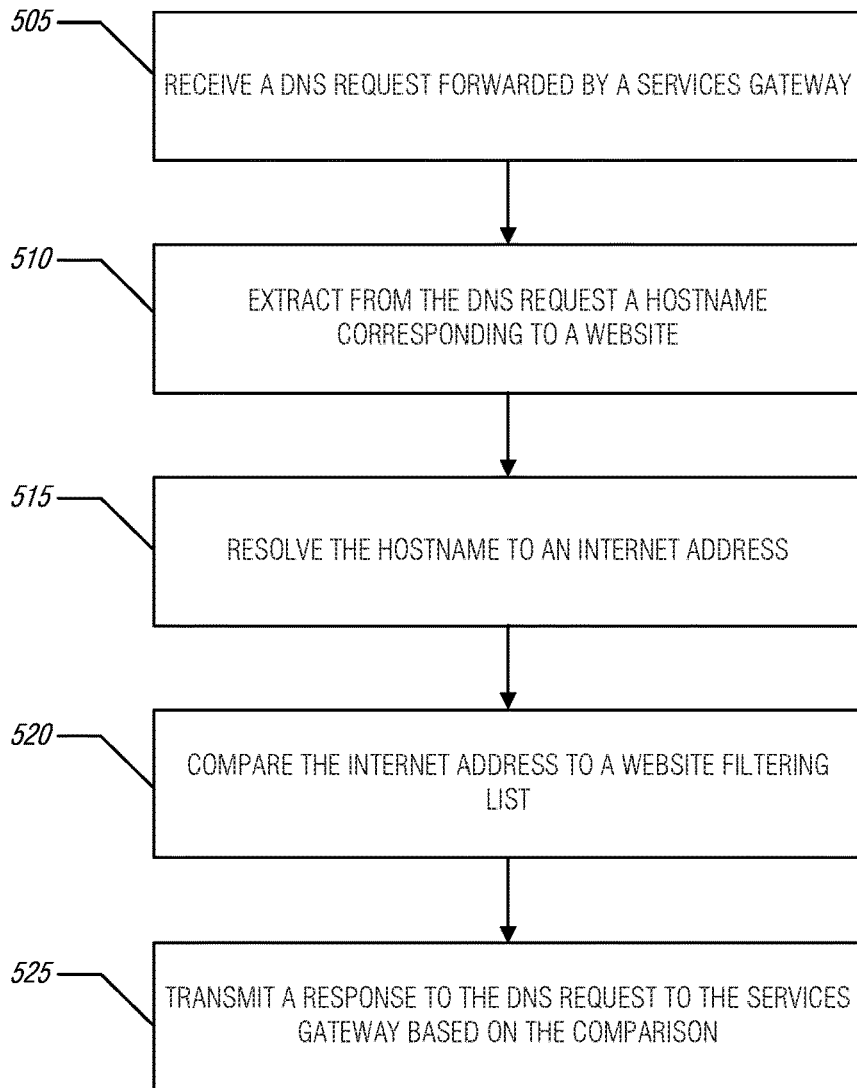 505
RECEIVE A DNS REQUEST FORWARDED BY A SERVICES GATEWAY
510
EXTRACT FROM THE DNS REQUEST A HOSTNAME
CORRESPONDING TO A WEBSITE
515
RESOLVE THE HOSTNAME TO AN INTERNET ADDRESS
520
COMPARE THE INTERNET ADDRESS TO A WEBSITE FILTERING
LIST
525
TRANSMIT A RESPONSE TO THE DNS REQUEST TO THE SERVICES
GATEWAY BASED ON THE COMPARISON